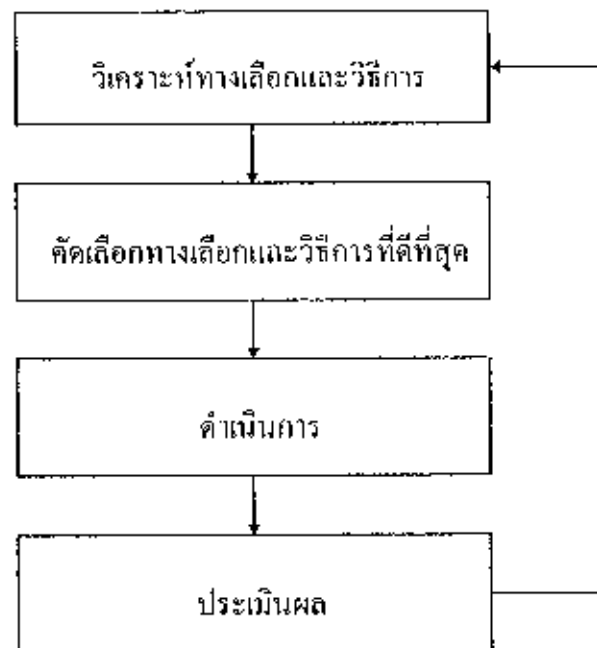 วิเคราะห์ทางเลือกและวิธีการ
คัดเลือกทางเลือกและวิธีการที่ดีที่สุด
ดำเนินการ
ประเมินผล